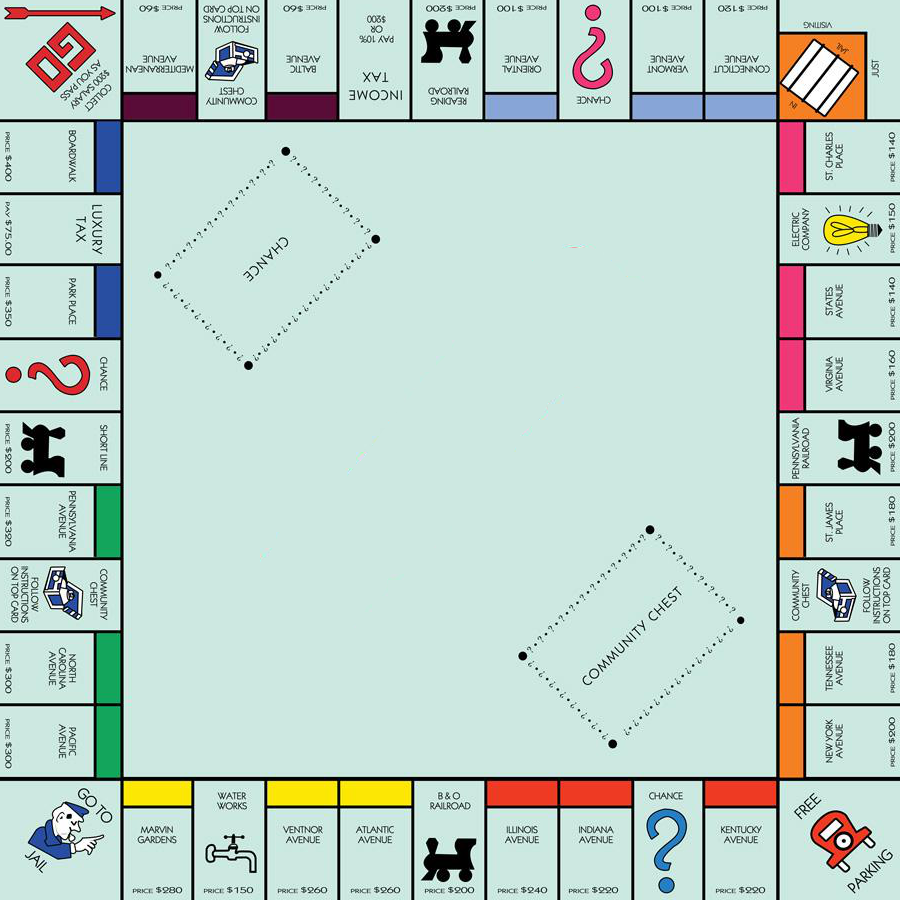 COLLECT
$200 SALARY
AS YOU PASS
GO
MEDITERRANEAN
AVENUE
PRICE $60
COMMUNITY
CHEST
FOLLOW
INSTRUCTIONS
ON TOP CARD
BALTIC
AVENUE
PRICE $60
INCOME
TAX
PAY 10%
OR
$200
READING
RAILROAD
PRICE $200
ORIENTAL
AVENUE
PRICE $100
CHANCE
?
VERMONT
AVENUE
PRICE $100
CONNECTICUT
AVENUE
PRICE $120
IN
JAIL
JUST
VISITING
ST. CHARLES
PLACE
PRICE $140
ELECTRIC
COMPANY
PRICE $150
STATES
AVENUE
PRICE $140
VIRGINIA
AVENUE
PRICE $160
PENNSYLVANIA
RAILROAD
PRICE $200
ST. JAMES
PLACE
PRICE $180
COMMUNITY
CHEST
FOLLOW
INSTRUCTIONS
ON TOP CARD
TENNESSEE
AVENUE
PRICE $180
NEW YORK
AVENUE
PRICE $200
FREE
PARKING
KENTUCKY
AVENUE
PRICE $220
CHANCE
?
INDIANA
AVENUE
PRICE $220
ILLINOIS
AVENUE
PRICE $240
B & O
RAILROAD
PRICE $200
ATLANTIC
AVENUE
PRICE $260
VENTNOR
AVENUE
PRICE $260
WATER
WORKS
PRICE $150
MARVIN
GARDENS
PRICE $280
GO TO
JAIL
PACIFIC
AVENUE
PRICE $300
NORTH
CAROLINA
AVENUE
PRICE $300
COMMUNITY
CHEST
FOLLOW
INSTRUCTIONS
ON TOP CARD
PENNSYLVANIA
AVENUE
PRICE $320
SHORT LINE
PRICE $200
CHANCE
?
PARK PLACE
PRICE $350
LUXURY
TAX
PAY $75.00
BOARDWALK
PRICE $400
CHANCE
COMMUNITY CHEST